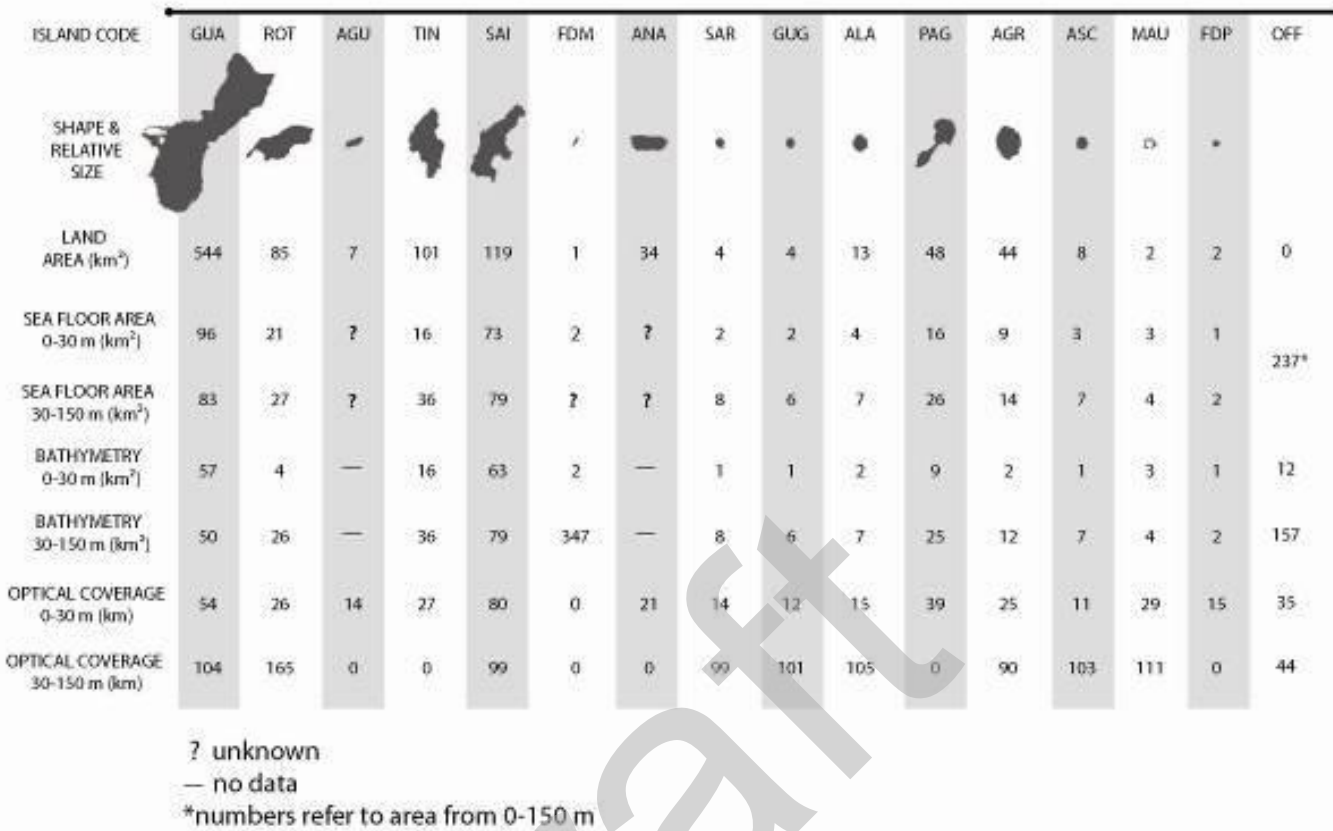 ISLAND CODE GUA ROT AGU TIN SAI FDM ANA SAR GUG ALA PAG AGR ASC MAU FDP OFF
SHAPE &
RELATIVE
SIZE
LAND
AREA (km²) 544 85 7 101 119 1 34 4 4 13 48 44 8 2 2 0
SEA FLOOR AREA
0-30 m (km²) 96 21 ? 16 73 2 ? 2 2 4 16 9 3 3 1
237*
SEA FLOOR AREA
30-150 m (km²) 83 27 ? 36 79 ? ? 8 6 7 26 14 7 4 2
BATHYMETRY
0-30 m (km²) 57 4 — 16 63 2 — 1 1 2 9 2 1 3 1 12
BATHYMETRY
30-150 m (km²) 50 26 — 36 79 347 — 8 6 7 25 12 7 4 2 157
OPTICAL COVERAGE
0-30 m (km) 54 26 14 27 80 0 21 14 12 15 39 25 11 29 15 35
OPTICAL COVERAGE
30-150 m (km) 104 165 0 0 99 0 0 99 101 105 0 90 103 111 0 44
? unknown
— no data
*numbers refer to area from 0-150 m
aft